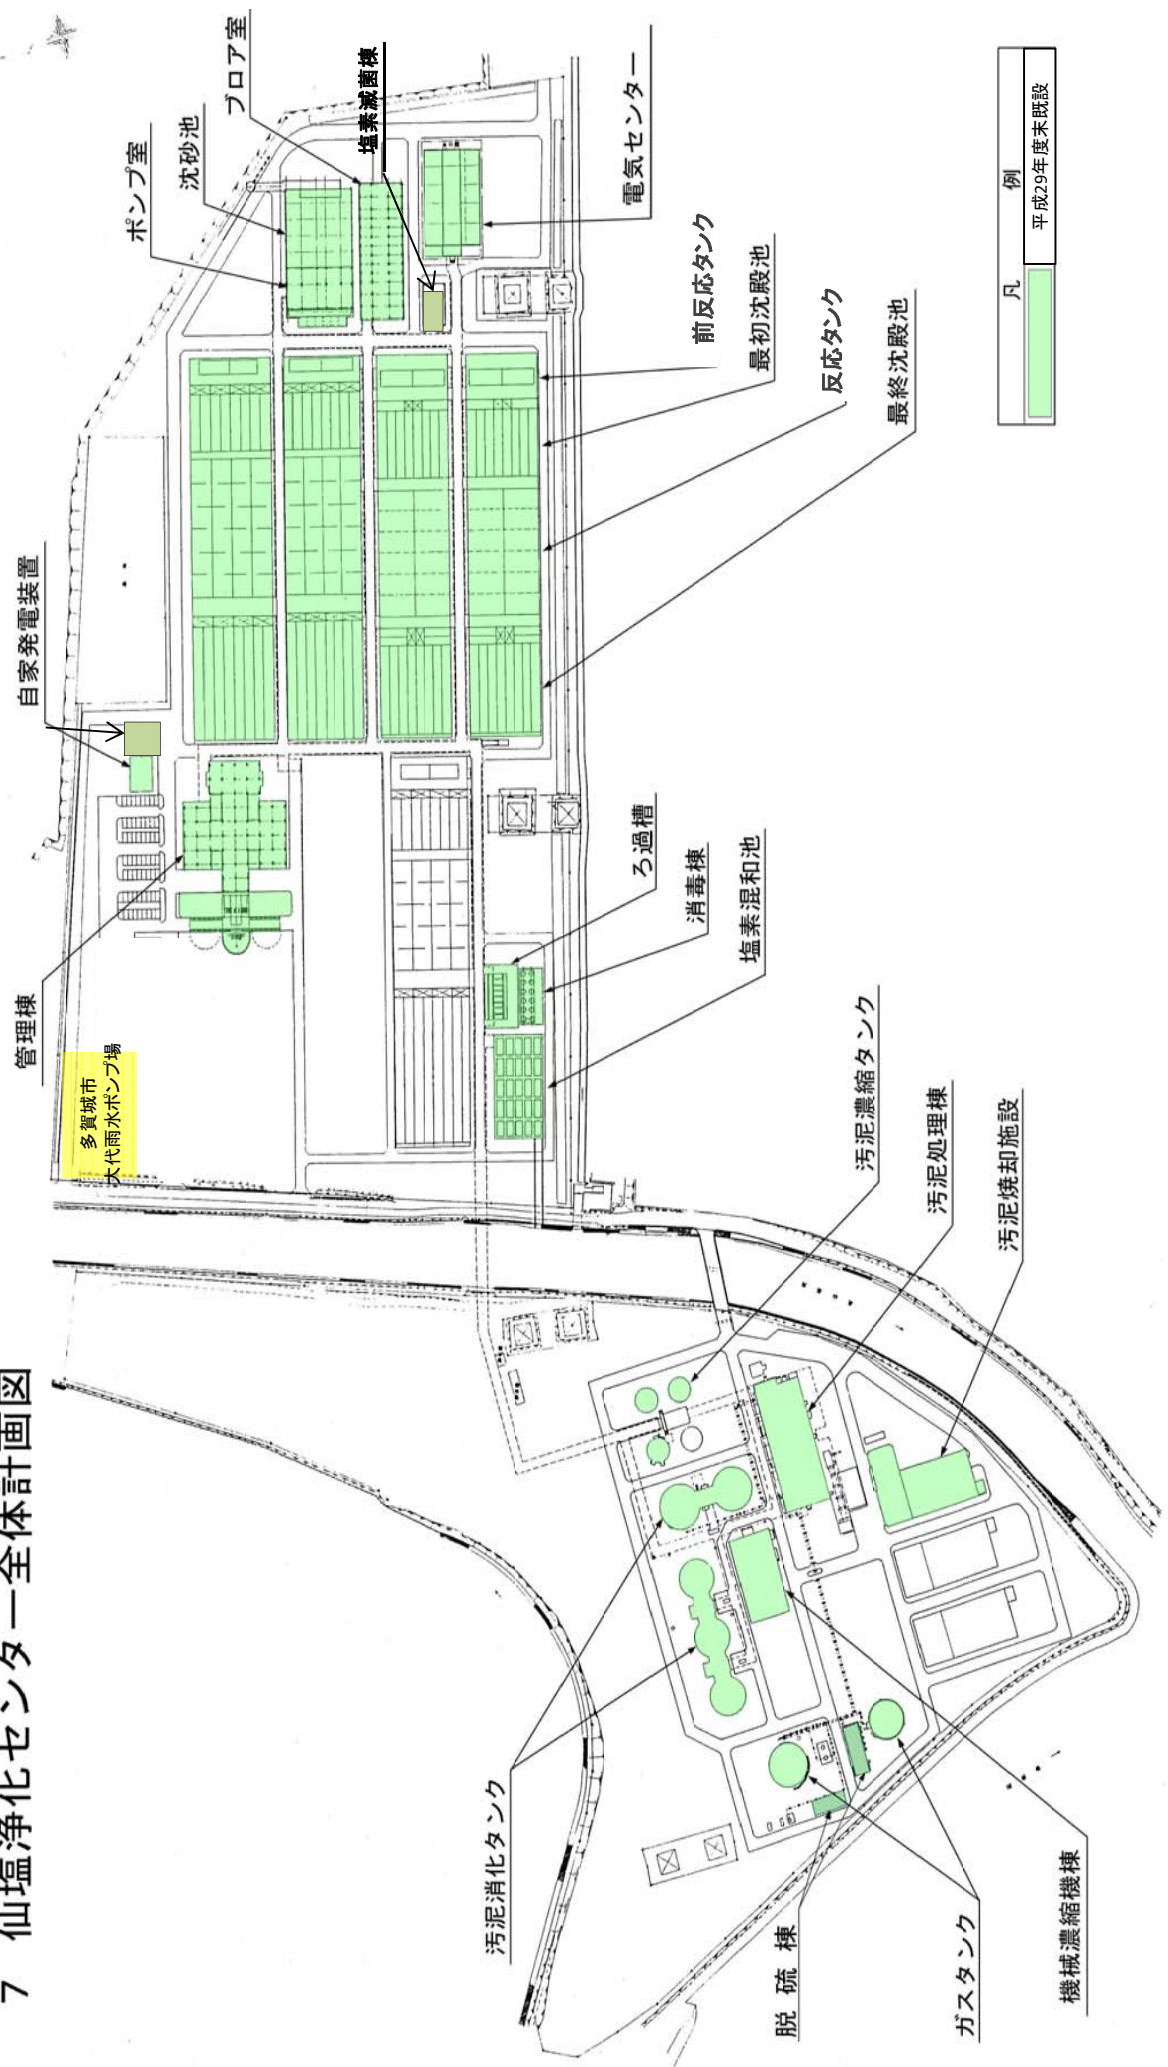 7 仙塩浄化センター全体計画図
多賀城市
大代雨水ポンプ場
管理棟
自家発電装置
ポンプ室
沈砂池
ブロア室
塩素滅菌棟
電気センター
前反応タンク
最初沈殿池
反応タンク
最終沈殿池
ろ過槽
消毒棟
塩素混和池
汚泥濃縮タンク
汚泥処理棟
汚泥焼却施設
汚泥消化タンク
脱硫棟
ガスタンク
機械濃縮機棟
凡例
平成29年度末既設